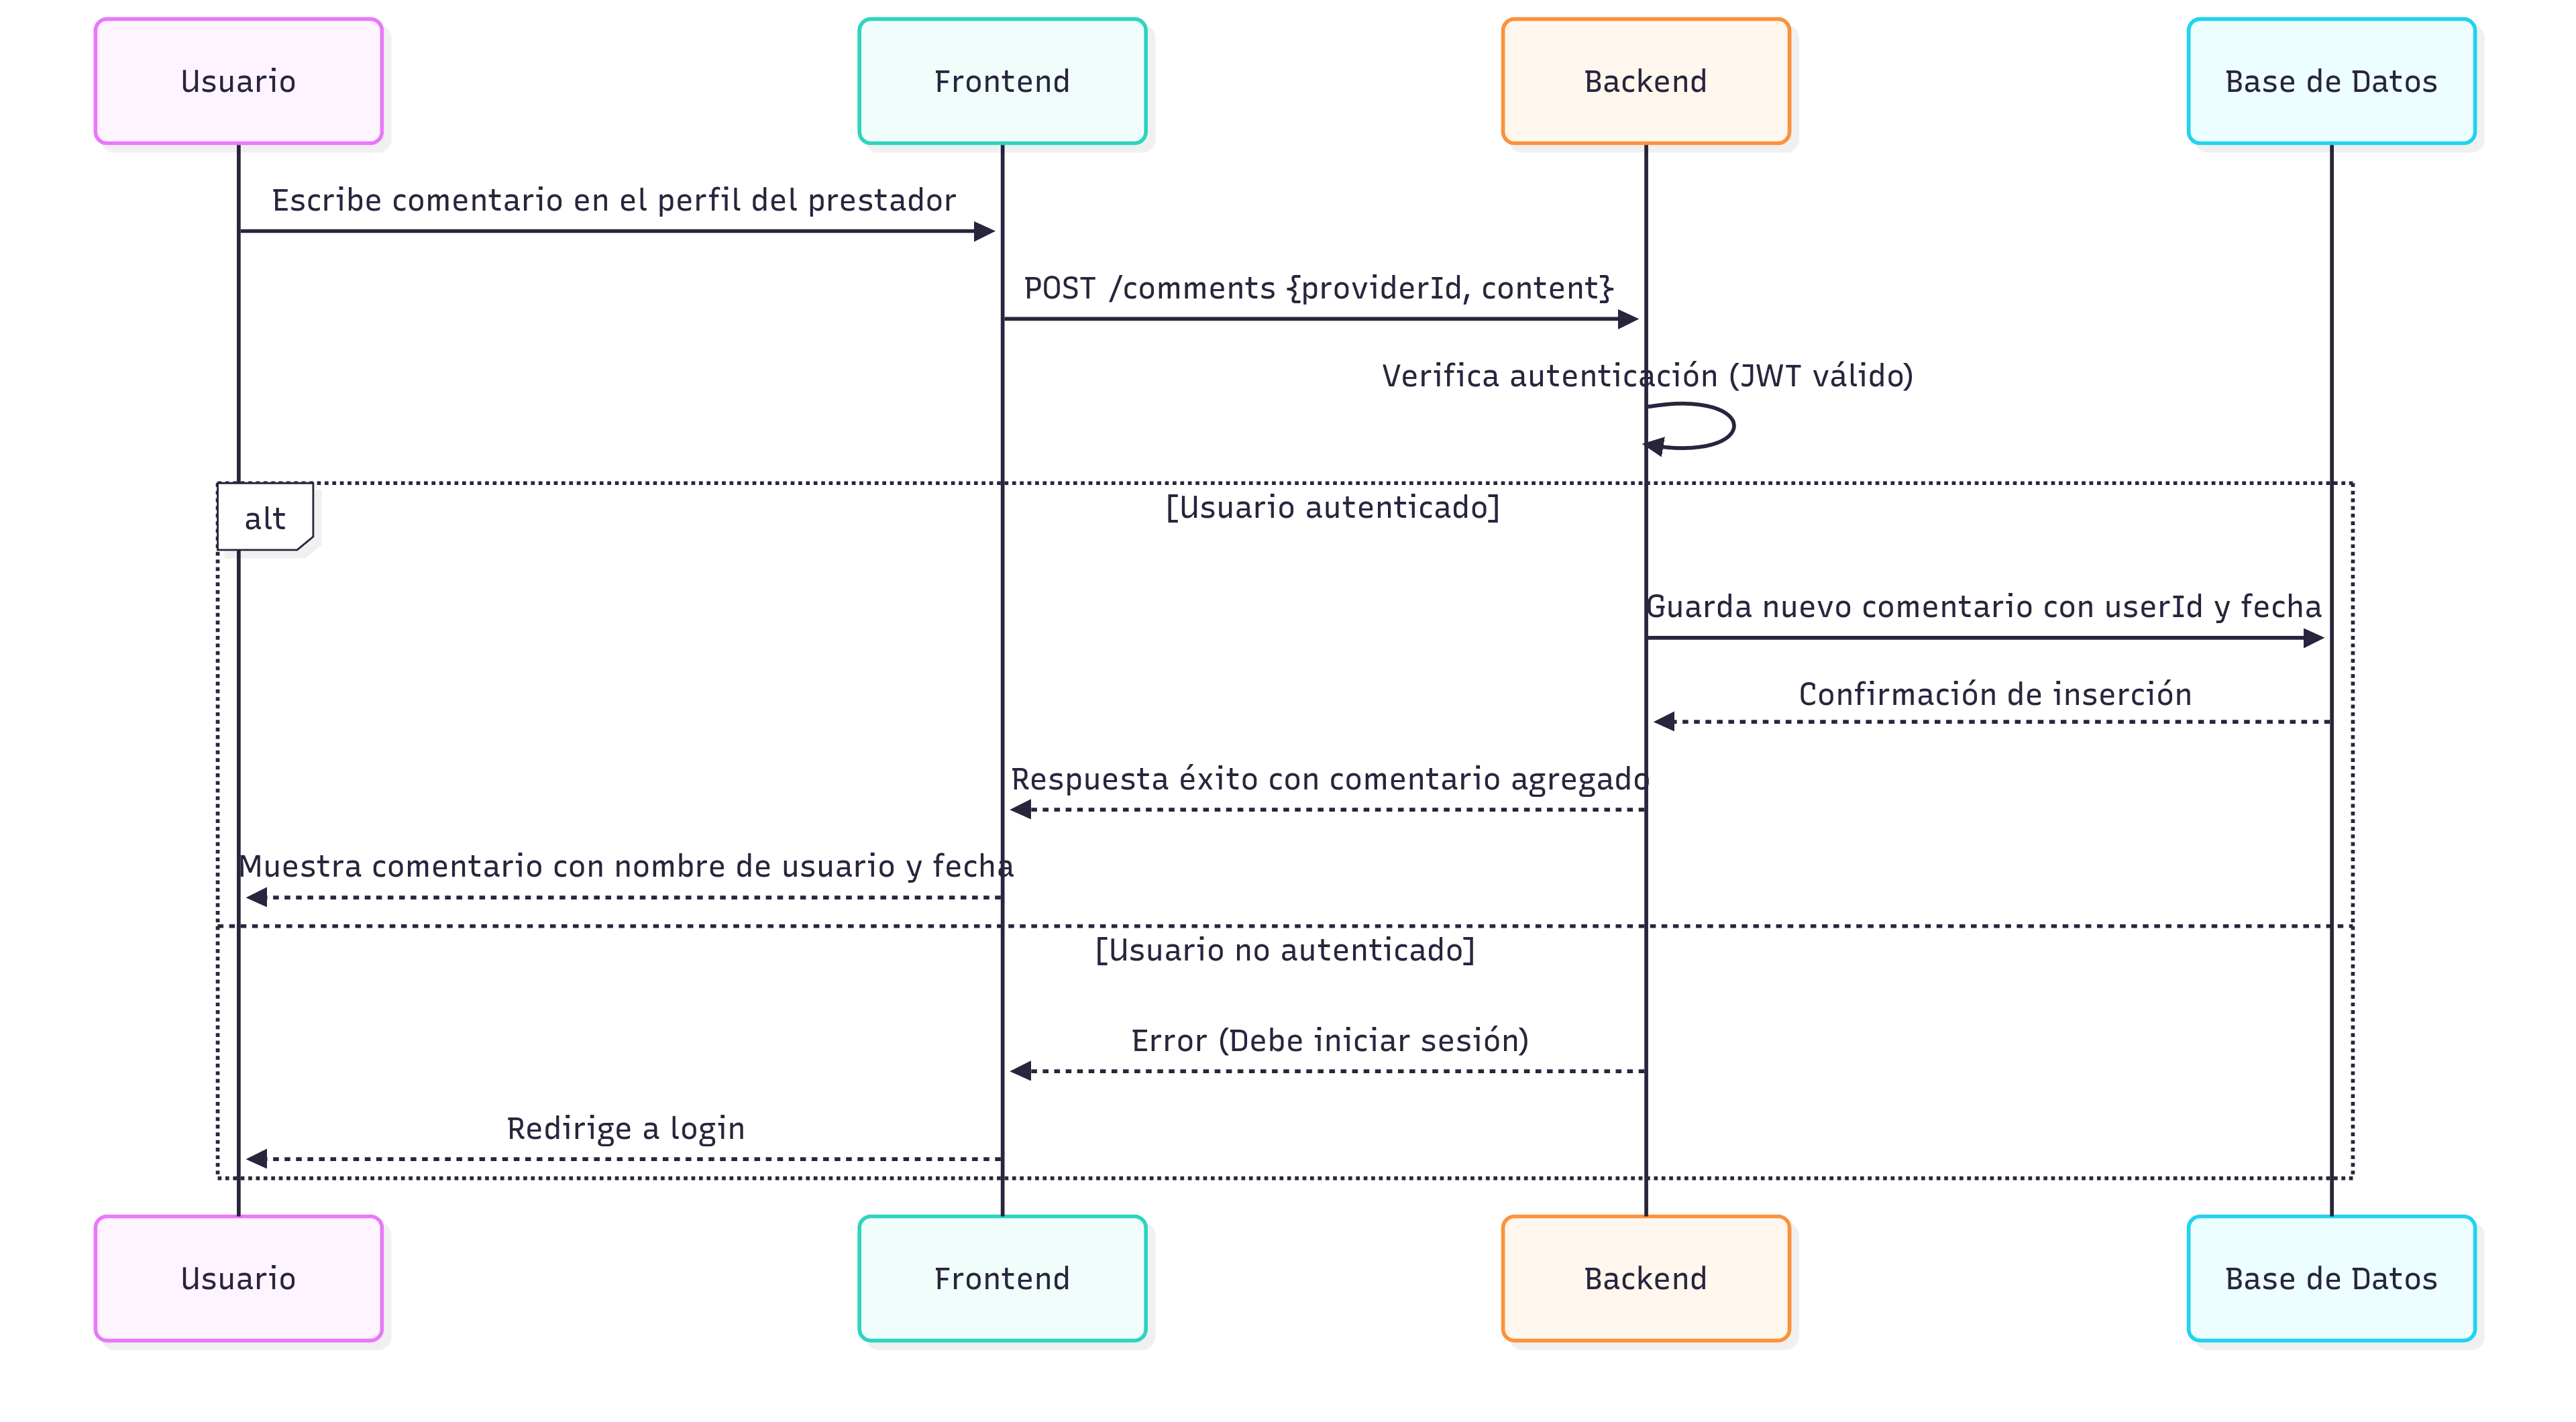 Usuario
Frontend
Backend
Base de Datos
Escribe comentario en el perfil del prestador
POST /comments {providerId, content}
Verifica autenticación (JWT válido)
alt
[Usuario autenticado]
Guarda nuevo comentario con userId y fecha
Confirmación de inserción
Respuesta éxito con comentario agregado
Muestra comentario con nombre de usuario y fecha
[Usuario no autenticado]
Error (Debe iniciar sesión)
Redirige a login
Usuario
Frontend
Backend
Base de Datos